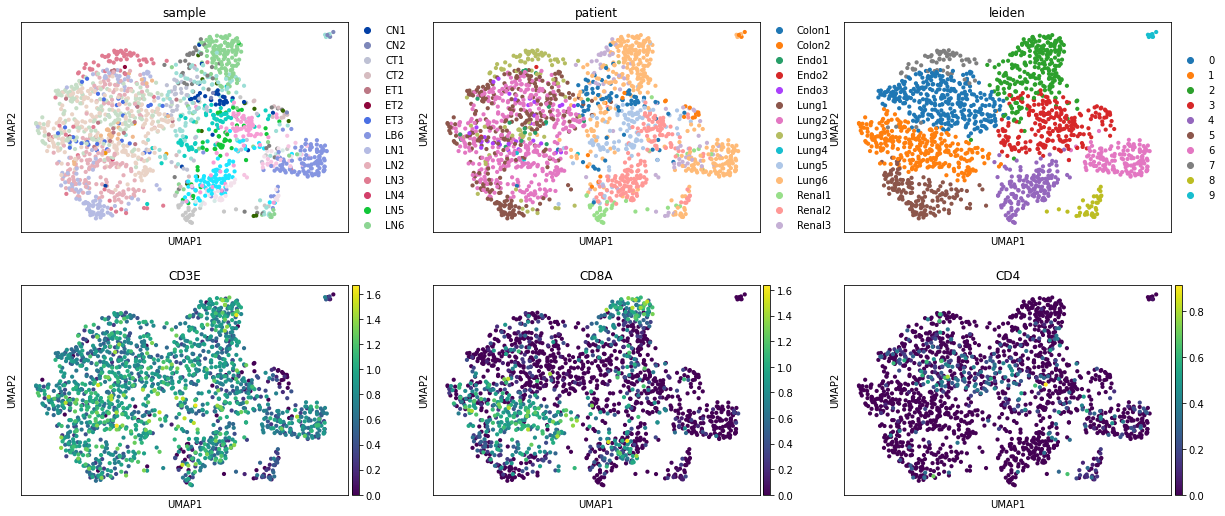 sample
UMAP2
UMAP1
CN1
CN2
CT1
CT2
ET1
ET2
ET3
LB6
LN1
LN2
LN3
LN4
LN5
LN6
patient
UMAP2
UMAP1
Colon1
Colon2
Endo1
Endo2
Endo3
Lung1
Lung2
Lung3
Lung4
Lung5
Lung6
Renal1
Renal2
Renal3
leiden
UMAP2
UMAP1
0
1
2
3
4
5
6
7
8
9
CD3E
UMAP2
UMAP1
1.6
1.4
1.2
1.0
0.8
0.6
0.4
0.2
0.0
CD8A
UMAP2
UMAP1
1.6
1.4
1.2
1.0
0.8
0.6
0.4
0.2
0.0
CD4
UMAP2
UMAP1
0.8
0.6
0.4
0.2
0.0